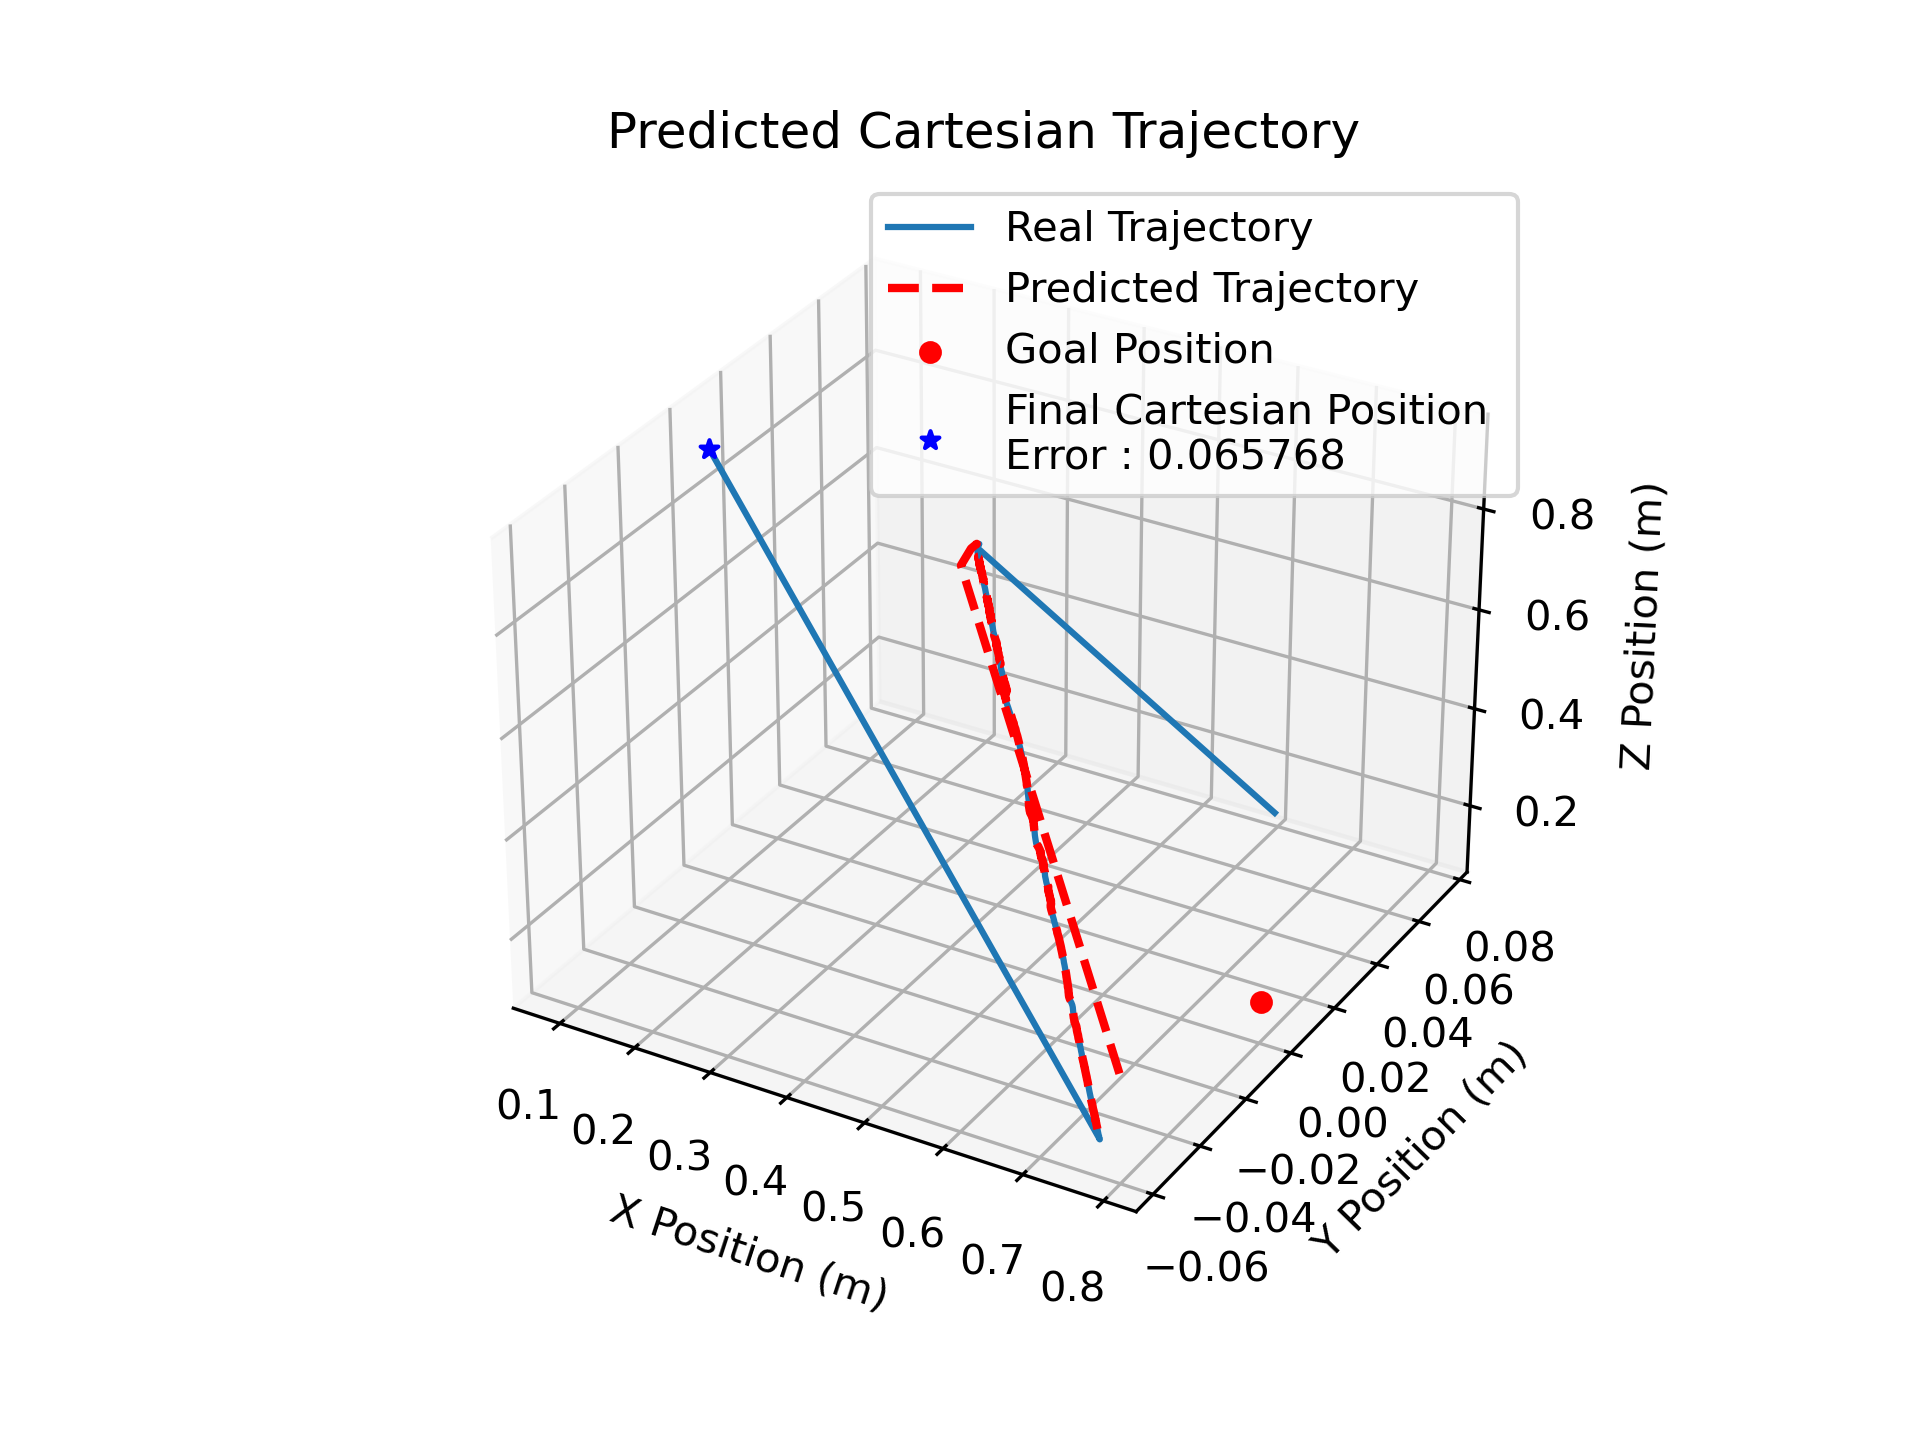 Predicted Cartesian Trajectory
Real Trajectory
Predicted Trajectory
Goal Position
Final Cartesian Position
Error : 0.065768
0.8
0.6
0.4
0.2
Z Position (m)
0.08
0.06
0.04
0.02
0.00
−0.02
−0.04
−0.06
Y Position (m)
0.1
0.2
0.3
0.4
0.5
0.6
0.7
0.8
X Position (m)